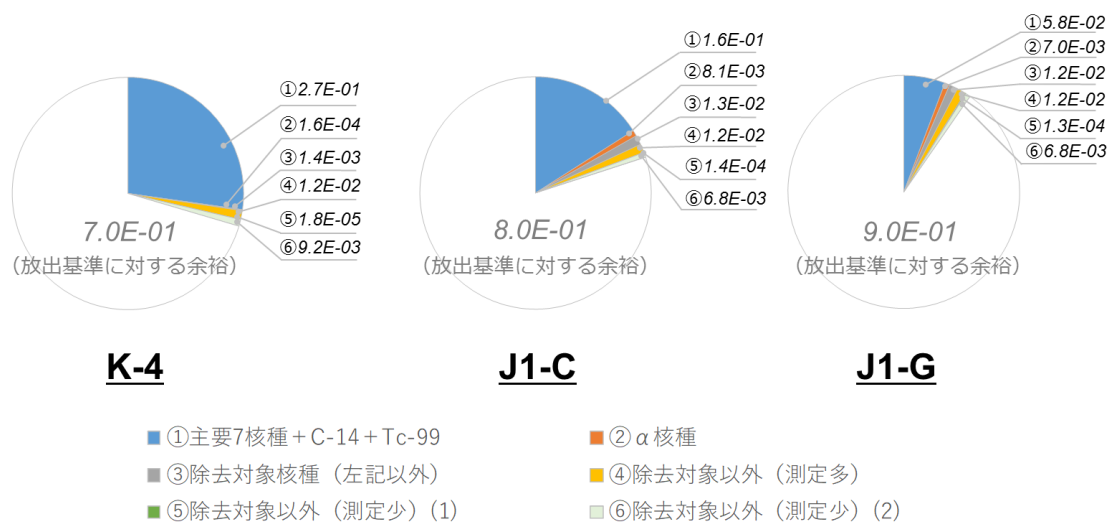 ①2.7E-01
②1.6E-04
③1.4E-03
④1.2E-02
⑤1.8E-05
⑥9.2E-03
7.0E-01
(放出基準に対する余裕)
K-4
①1.6E-01
②8.1E-03
③1.3E-02
④1.2E-02
⑤1.4E-04
⑥6.8E-03
8.0E-01
(放出基準に対する余裕)
J1-C
①5.8E-02
②7.0E-03
③1.2E-02
④1.2E-02
⑤1.3E-04
⑥6.8E-03
9.0E-01
(放出基準に対する余裕)
J1-G
①主要7核種＋C-14＋Tc-99
②α核種
③除去対象核種（左記以外）
④除去対象以外（測定多）
⑤除去対象以外（測定少）(1)
⑥除去対象以外（測定少）(2)